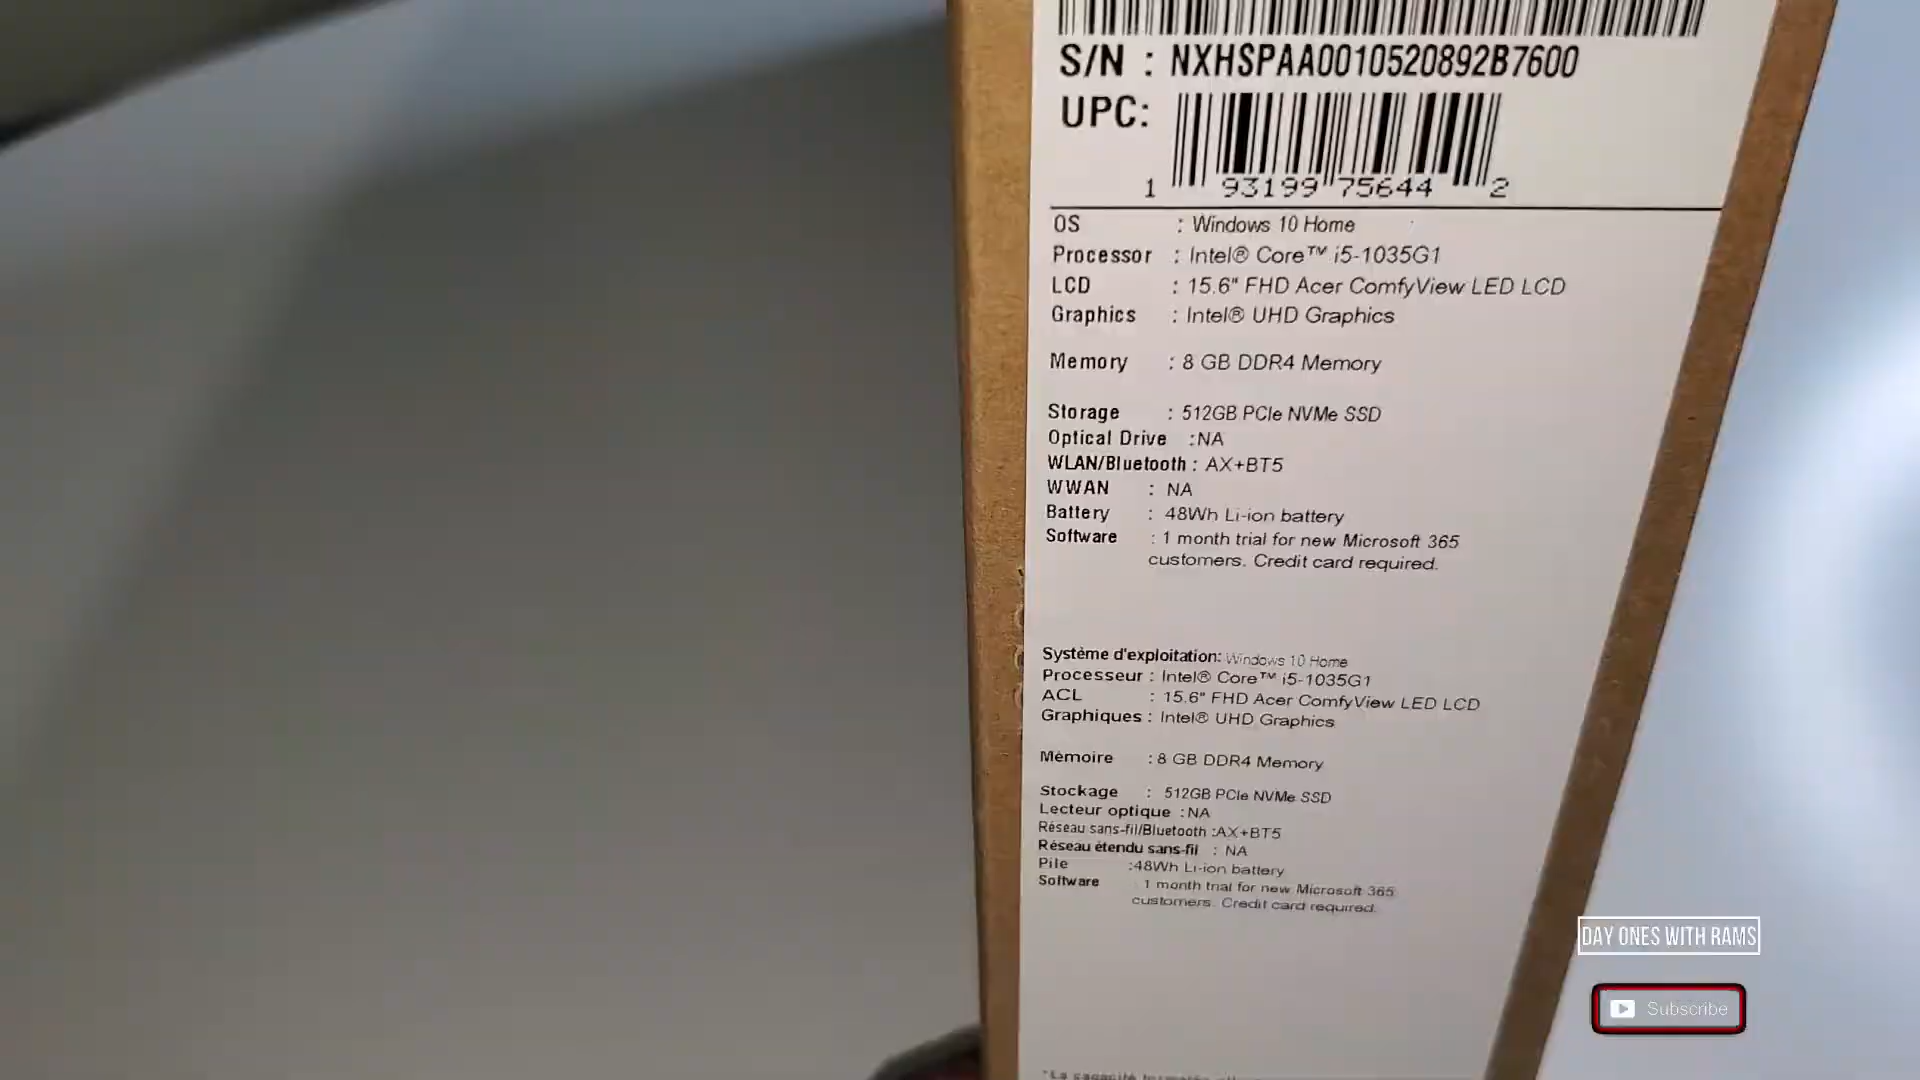 S/N : NXHSPAA0010520892B7600
UPC:
1 93199 75644 2
OS : Windows 10 Home
Processor : Intel® Core™ i5-1035G1
LCD : 15.6" FHD Acer ComfyView LED LCD
Graphics : Intel® UHD Graphics
Memory : 8 GB DDR4 Memory
Storage : 512GB PCIe NVMe SSD
Optical Drive :NA
WLAN/Bluetooth : AX+BT5
WWAN : NA
Battery : 48Wh Li-ion battery
Software : 1 month trial for new Microsoft 365
customers. Credit card required.
Système d'exploitation: Windows 10 Home
Processeur : Intel® Core™ i5-1035G1
ACL : 15.6" FHD Acer ComfyView LED LCD
Graphiques : Intel® UHD Graphics
Mémoire : 8 GB DDR4 Memory
Stockage : 512GB PCIe NVMe SSD
Lecteur optique :NA
Réseau sans-fil/Bluetooth :AX+BT5
Réseau étendu sans-fil : NA
Pile :48Wh Li-ion battery
Software : 1 month trial for new Microsoft 365
customers. Credit card required.
"La capacité
DAY ONES WITH RAMS
Subscribe